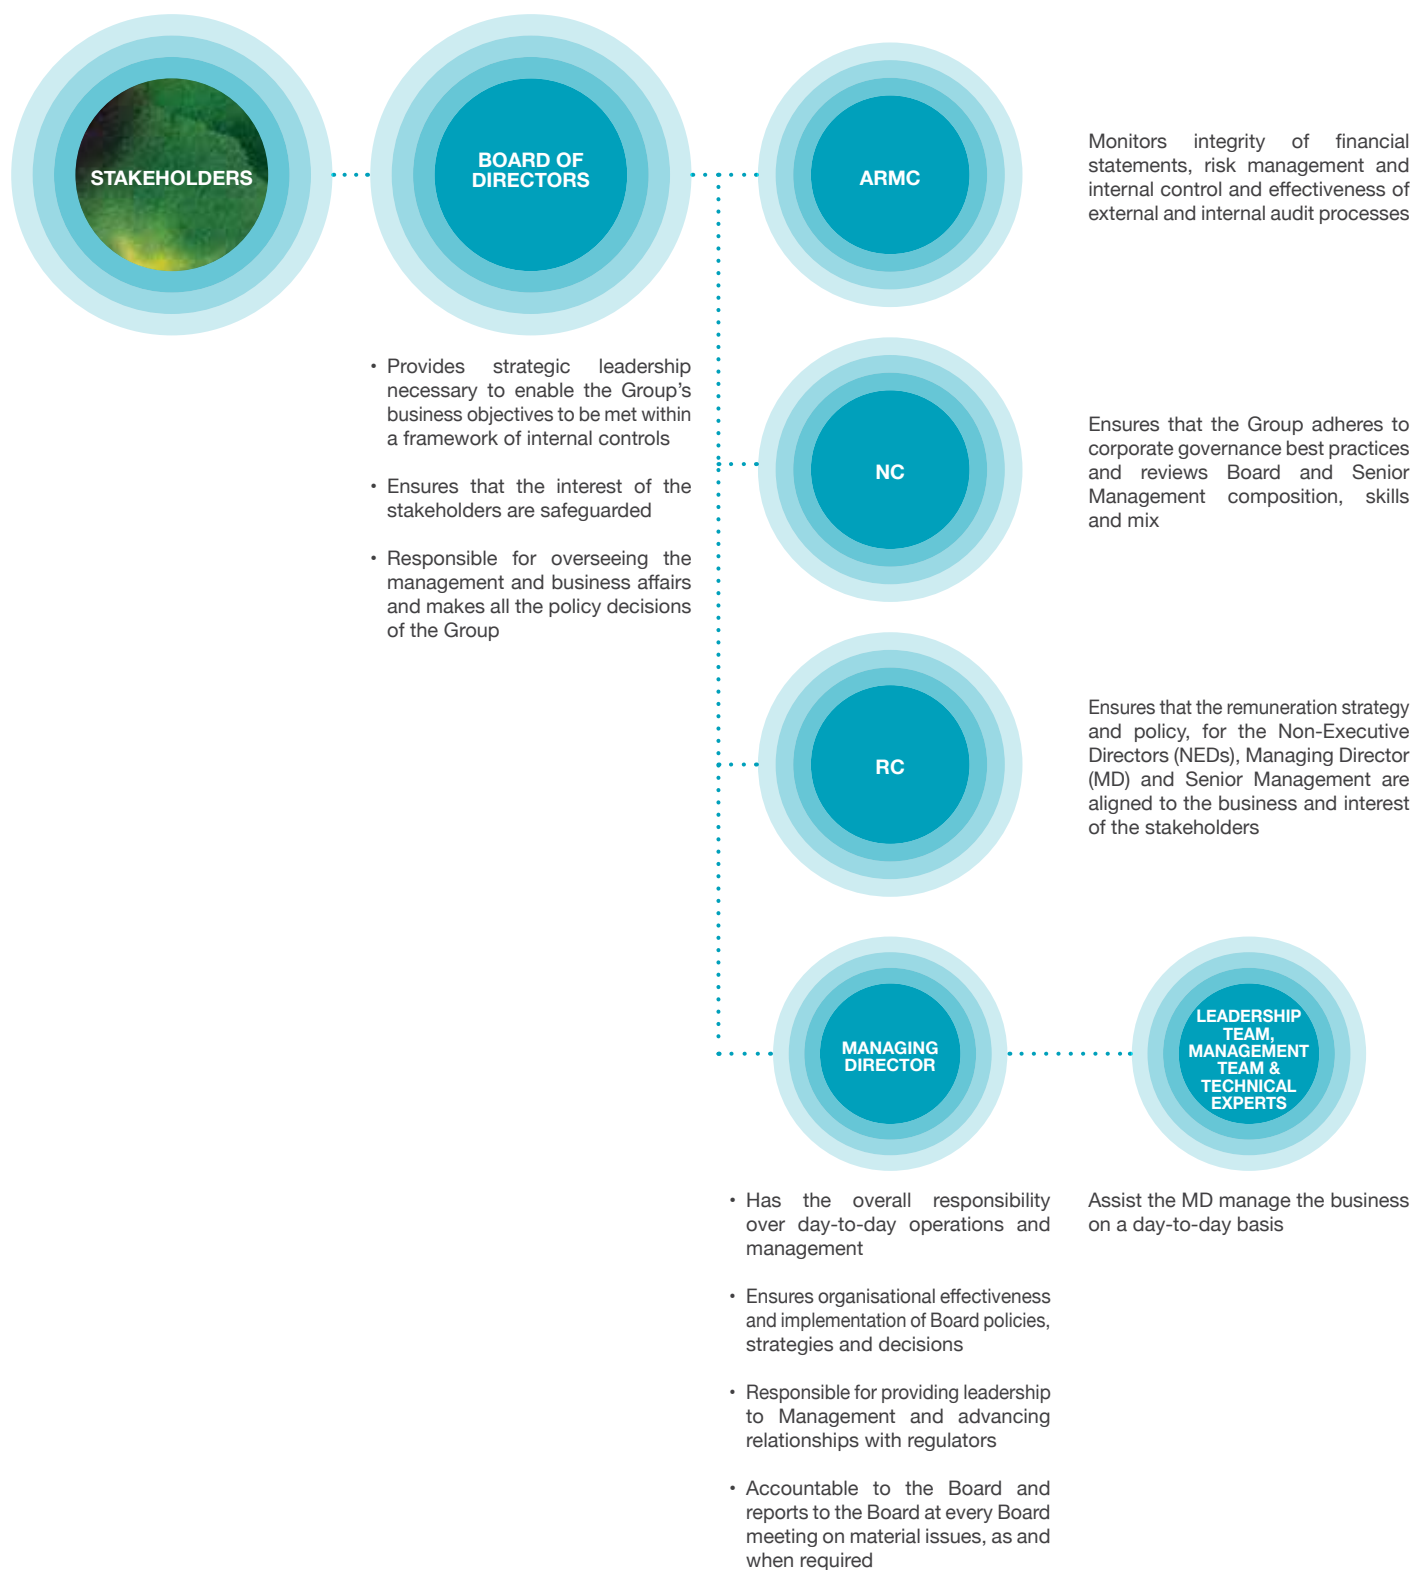 STAKEHOLDERS
BOARD OF
DIRECTORS
• Provides strategic leadership
necessary to enable the Group's
business objectives to be met within
a framework of internal controls
• Ensures that the interest of the
stakeholders are safeguarded
• Responsible for overseeing the
management and business affairs
and makes all the policy decisions
of the Group
ARMC
Monitors integrity of financial
statements, risk management and
internal control and effectiveness of
external and internal audit processes
NC
Ensures that the Group adheres to
corporate governance best practices
and reviews Board and Senior
Management composition, skills
and mix
RC
Ensures that the remuneration strategy
and policy, for the Non-Executive
Directors (NEDs), Managing Director
(MD) and Senior Management are
aligned to the business and interest
of the stakeholders
MANAGING
DIRECTOR
• Has the overall responsibility
over day-to-day operations and
management
• Ensures organisational effectiveness
and implementation of Board policies,
strategies and decisions
• Responsible for providing leadership
to Management and advancing
relationships with regulators
• Accountable to the Board and
reports to the Board at every Board
meeting on material issues, as and
when required
LEADERSHIP
TEAM,
MANAGEMENT
TEAM &
TECHNICAL
EXPERTS
Assist the MD manage the business
on a day-to-day basis